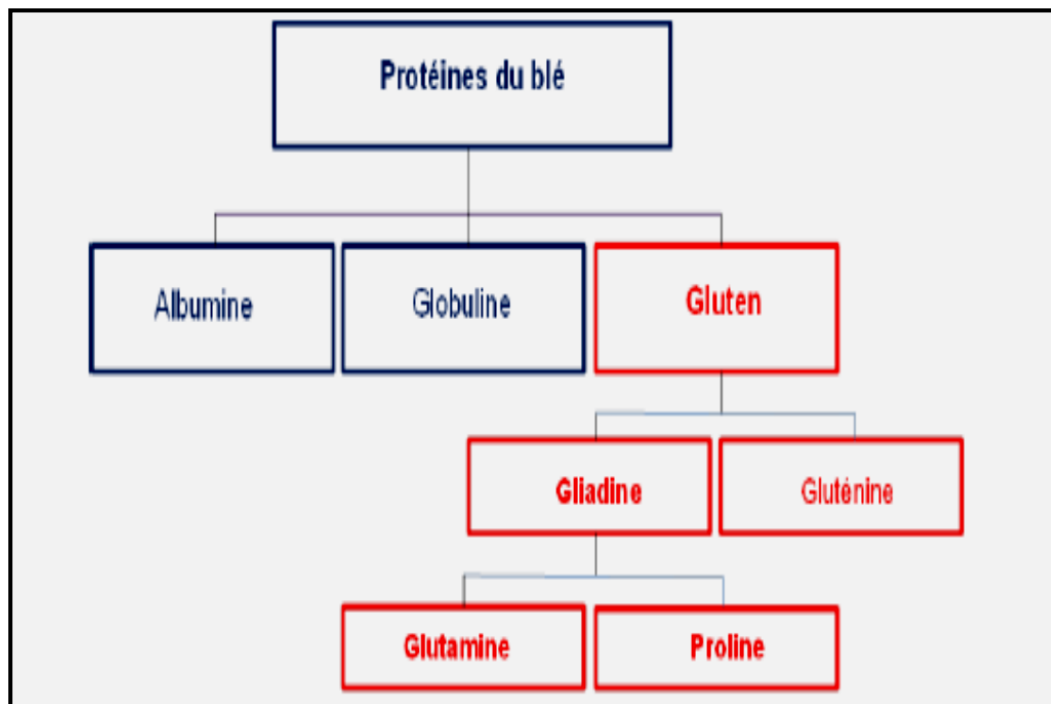 Protéines du blé
Albumine
Globuline
Gluten
Gliadine
Gluténine
Glutamine
Proline